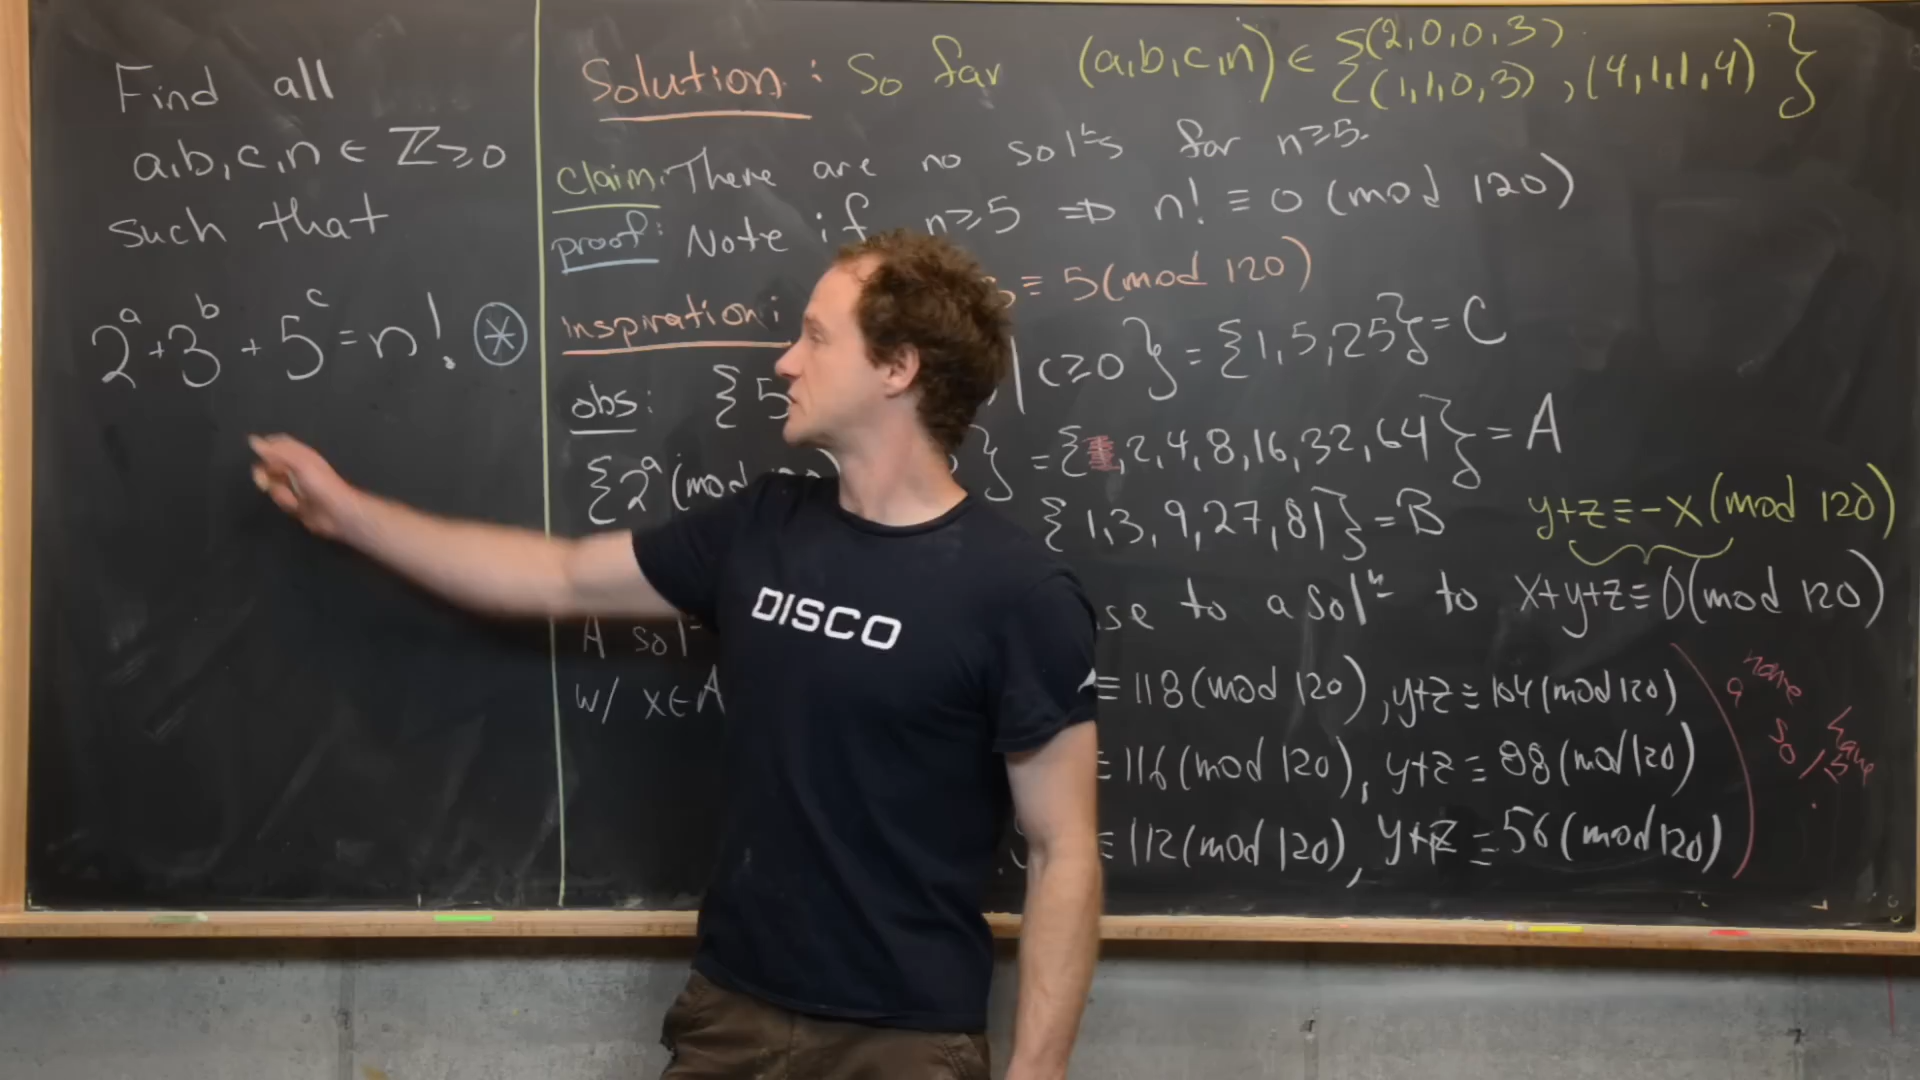 Find all
a,b,c,n ∈ ℤ≥0
such that
2^a + 3^b + 5^c = n! ⊛
Solution: So far (a,b,c,n) ∈ {(2,0,0,3), (1,1,0,3), (4,1,1,4)}
Claim: There are no sol^ns for n≥5.
proof: Note if n≥5 ⇒ n! ≡ 0 (mod 120)
Inspiration: ≡ 5 (mod 120)
obs: {5 | c≥0} = {1,5,25} = C
{2^a (mod } = { ,2,4,8,16,32,64} = A
{1,3,9,27,81} = B
y+z ≡ -x (mod 120)
A sol to a sol^n to x+y+z ≡ 0 (mod 120)
w/ x∈A
≡ 118 (mod 120), y+z ≡ 104 (mod 120)
≡ 116 (mod 120), y+z ≡ 88 (mod 120)
≡ 112 (mod 120), y+z ≡ 56 (mod 120)
none
DISCO